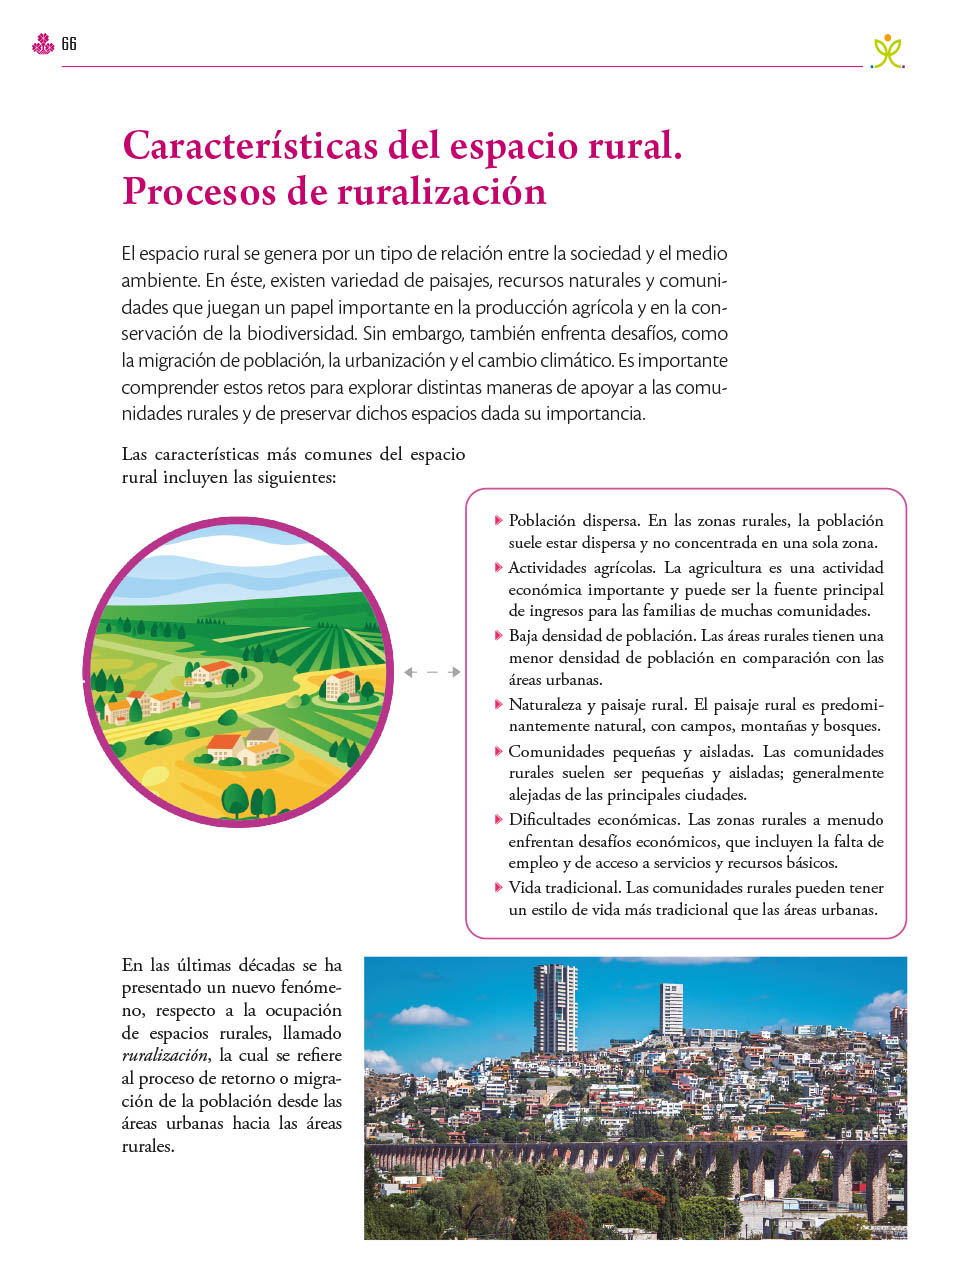 66
Características del espacio rural.
Procesos de ruralización
El espacio rural se genera por un tipo de relación entre la sociedad y el medio
ambiente. En éste, existen variedad de paisajes, recursos naturales y comuni-
dades que juegan un papel importante en la producción agrícola y en la con-
servación de la biodiversidad. Sin embargo, también enfrenta desafíos, como
la migración de población, la urbanización y el cambio climático. Es importante
comprender estos retos para explorar distintas maneras de apoyar a las comu-
nidades rurales y de preservar dichos espacios dada su importancia.
Las características más comunes del espacio
rural incluyen las siguientes:
Población dispersa. En las zonas rurales, la población
suele estar dispersa y no concentrada en una sola zona.
Actividades agrícolas. La agricultura es una actividad
económica importante y puede ser la fuente principal
de ingresos para las familias de muchas comunidades.
Baja densidad de población. Las áreas rurales tienen una
menor densidad de población en comparación con las
áreas urbanas.
Naturaleza y paisaje rural. El paisaje rural es predomi-
nantemente natural, con campos, montañas y bosques.
Comunidades pequeñas y aisladas. Las comunidades
rurales suelen ser pequeñas y aisladas; generalmente
alejadas de las principales ciudades.
Dificultades económicas. Las zonas rurales a menudo
enfrentan desafíos económicos, que incluyen la falta de
empleo y de acceso a servicios y recursos básicos.
Vida tradicional. Las comunidades rurales pueden tener
un estilo de vida más tradicional que las áreas urbanas.
En las últimas décadas se ha
presentado un nuevo fenóme-
no, respecto a la ocupación
de espacios rurales, llamado
ruralización, la cual se refiere
al proceso de retorno o migra-
ción de la población desde las
áreas urbanas hacia las áreas
rurales.